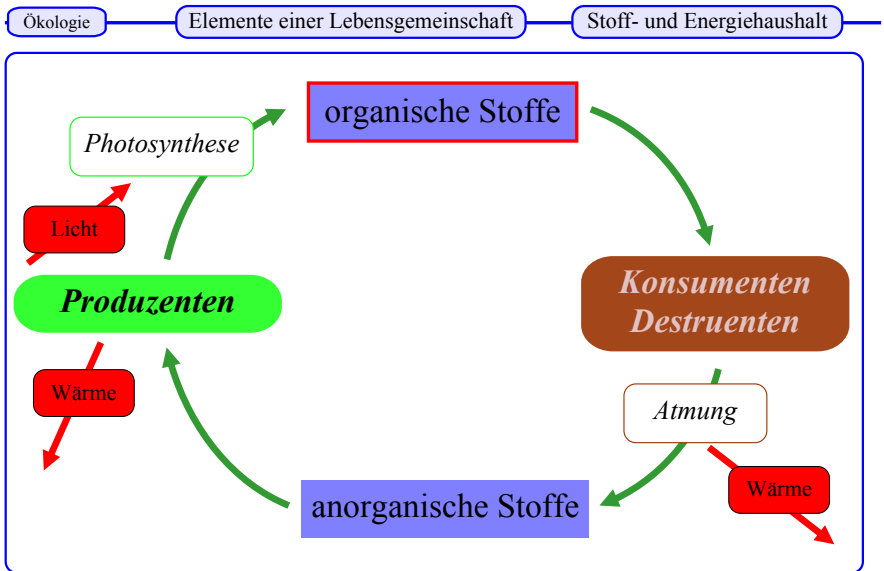 Ökologie
Elemente einer Lebensgemeinschaft
Stoff- und Energiehaushalt
organische Stoffe
Photosynthese
Licht
Produzenten
Konsumenten
Destruenten
Wärme
Atmung
Wärme
anorganische Stoffe